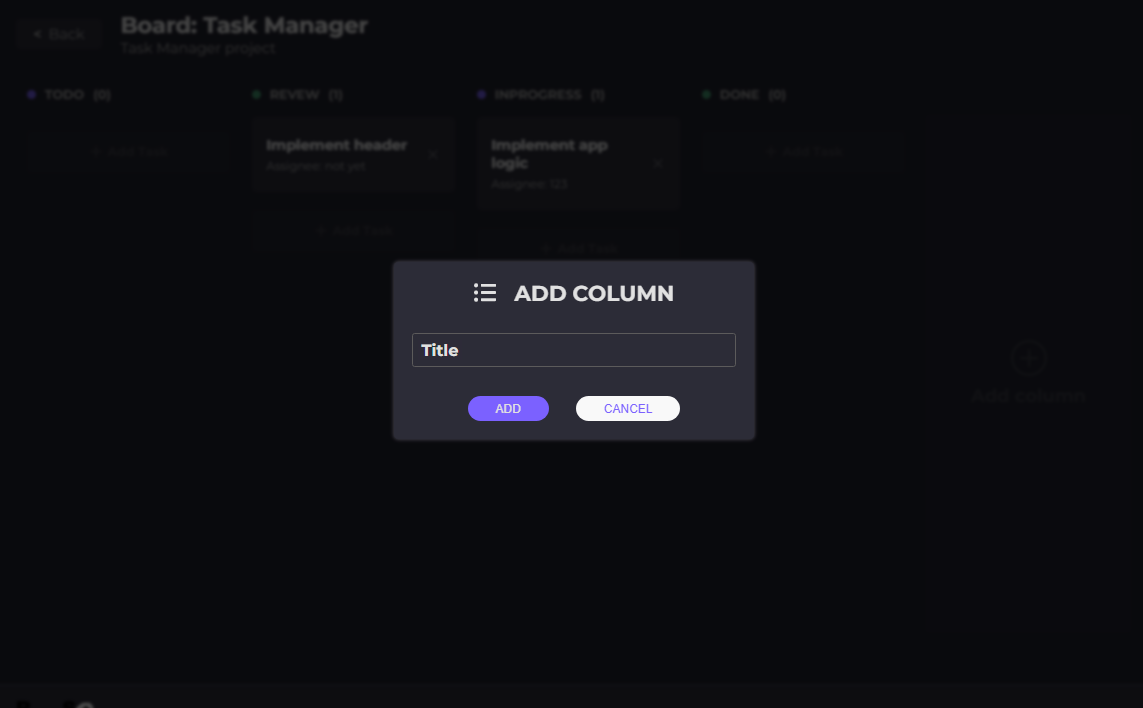 Back
Board: Task Manager
Task Manager project
TODO (0)
REVEW (1)
INPROGRESS (1)
DONE (0)
+ Add Task
Implement header
Assignee: not yet
+ Add Task
Implement app
logic
Assignee: 123
+ Add Task
+ Add Task
ADD COLUMN
Title
ADD
CANCEL
Add column